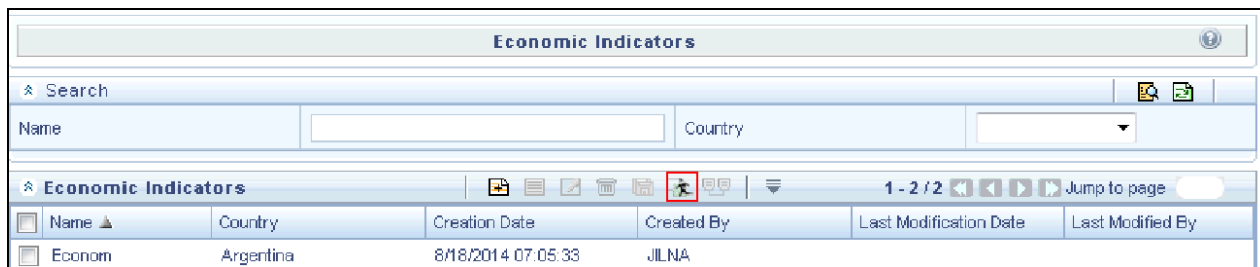 Economic Indicators
Search
Name Country
Economic Indicators 1 - 2 / 2 Jump to page
Name Country Creation Date Created By Last Modification Date Last Modified By
Econom Argentina 8/18/2014 07:05:33 JILNA